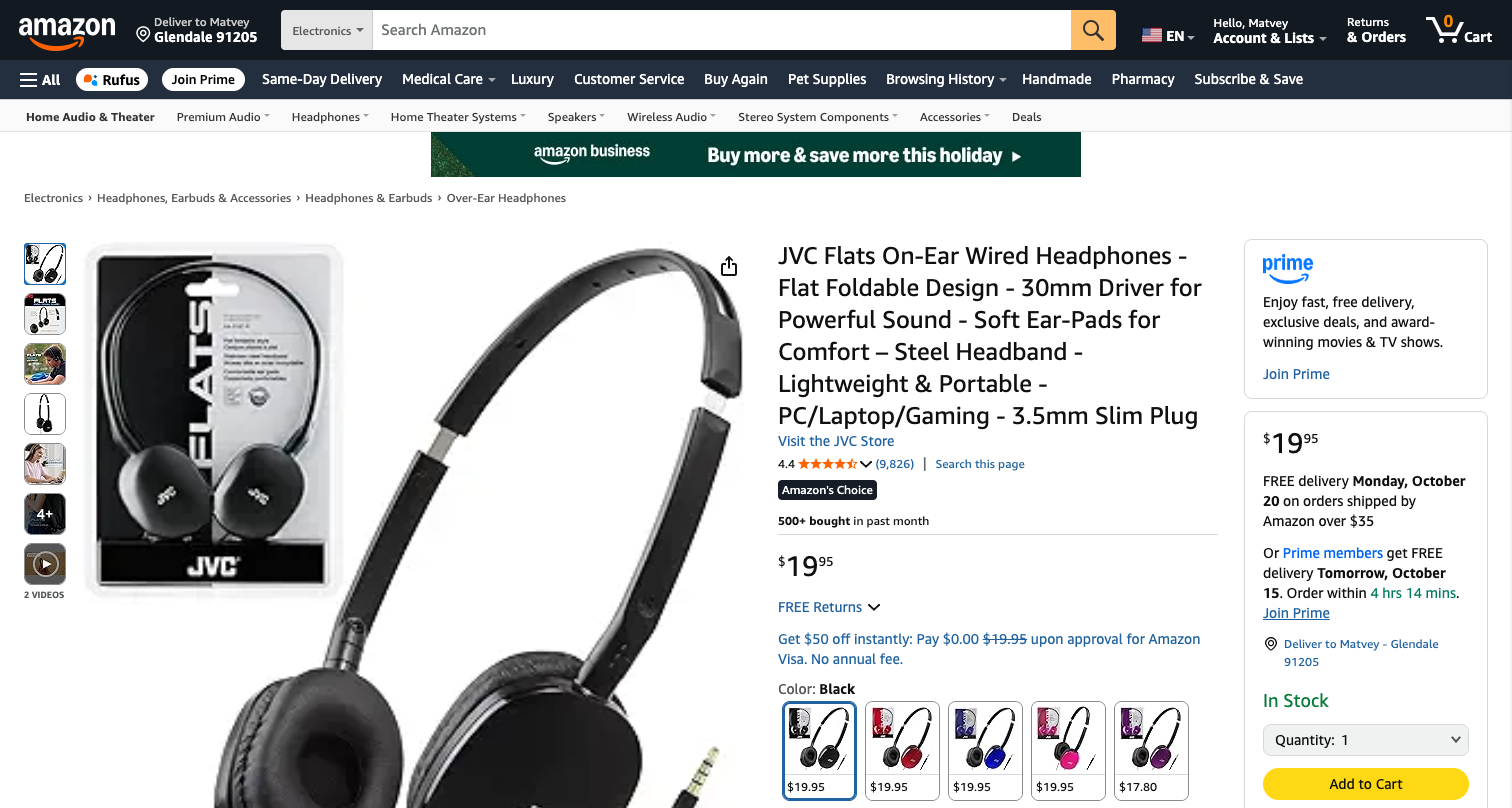 amazon
Deliver to Matvey
Glendale 91205
Electronics
Search Amazon
EN
Hello, Matvey
Account & Lists
Returns
& Orders
0
Cart
All
Rufus
Join Prime
Same-Day Delivery
Medical Care
Luxury
Customer Service
Buy Again
Pet Supplies
Browsing History
Handmade
Pharmacy
Subscribe & Save
Home Audio & Theater
Premium Audio
Headphones
Home Theater Systems
Speakers
Wireless Audio
Stereo System Components
Accessories
Deals
amazon business
Buy more & save more this holiday
Electronics › Headphones, Earbuds & Accessories › Headphones & Earbuds › Over-Ear Headphones
4+
2 VIDEOS
FLATS
JVC
JVC
JVC
JVC Flats On-Ear Wired Headphones -
Flat Foldable Design - 30mm Driver for
Powerful Sound - Soft Ear-Pads for
Comfort – Steel Headband -
Lightweight & Portable -
PC/Laptop/Gaming - 3.5mm Slim Plug
Visit the JVC Store
4.4 (9,826) | Search this page
Amazon's Choice
500+ bought in past month
$19.95
FREE Returns
Get $50 off instantly: Pay $0.00 $19.95 upon approval for Amazon
Visa. No annual fee.
Color: Black
$19.95
$19.95
$19.95
$19.95
$17.80
prime
Enjoy fast, free delivery,
exclusive deals, and award-
winning movies & TV shows.
Join Prime
$19.95
FREE delivery Monday, October
20 on orders shipped by
Amazon over $35
Or Prime members get FREE
delivery Tomorrow, October
15. Order within 4 hrs 14 mins.
Join Prime
Deliver to Matvey - Glendale
91205
In Stock
Quantity: 1
Add to Cart